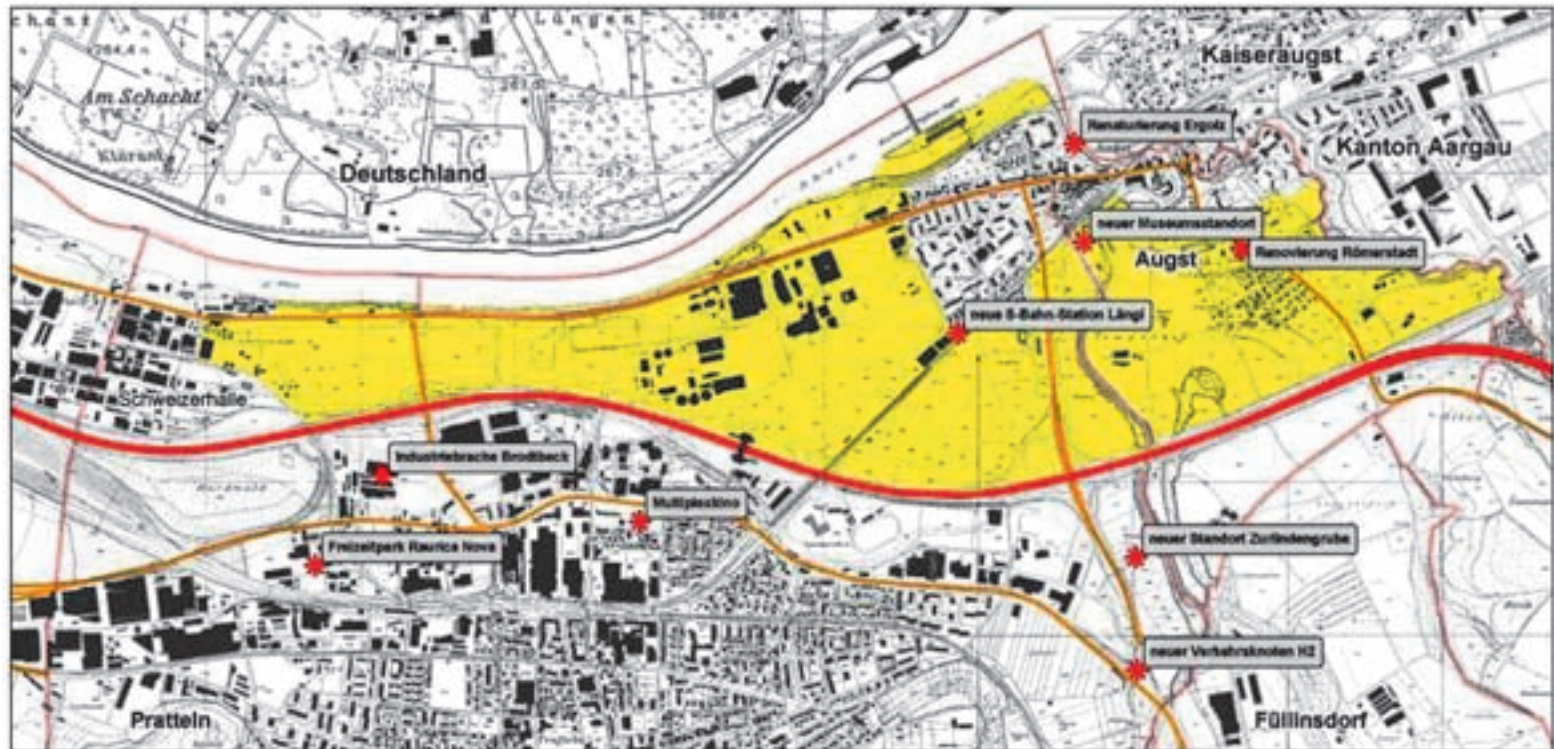 Kaiseraugst
Am Schacht
Renaturierung Ergolz
Kanton Aargau
Deutschland
neuer Museumsstandort
Augst
Renovierung Römerstadt
neue S-Bahn-Station Längi
Schweizerhalle
Industriebrache Brodtbeck
Multiplexkino
Freizeitpark Raurica Nova
neuer Standort Zurlindengrube
neuer Verkehrsknoten H2
Pratteln
Füllinsdorf